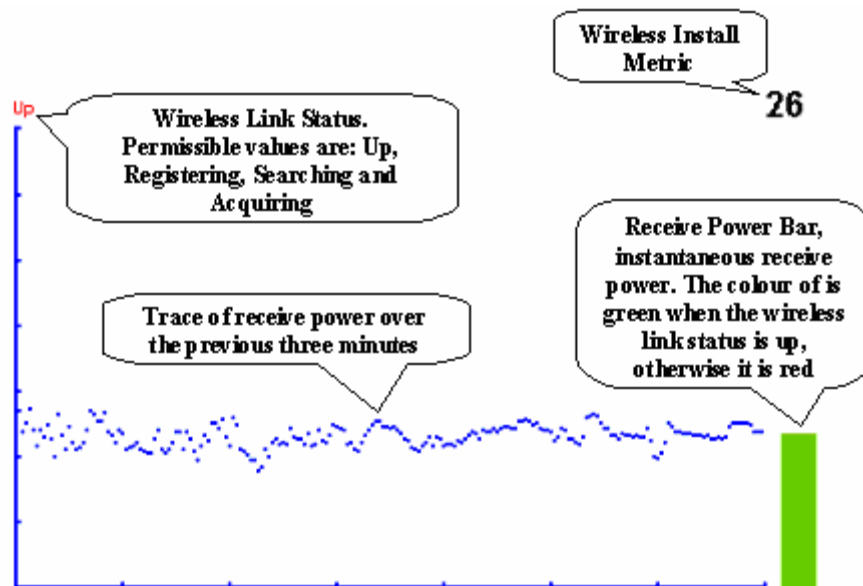 Wireless Install
Metric
26
Up
Wireless Link Status.
Permissible values are: Up,
Registering, Searching and
Acquiring
Receive Power Bar,
instantaneous receive
power. The colour of is
green when the wireless
link status is up,
otherwise it is red
Trace of receive power over
the previous three minutes